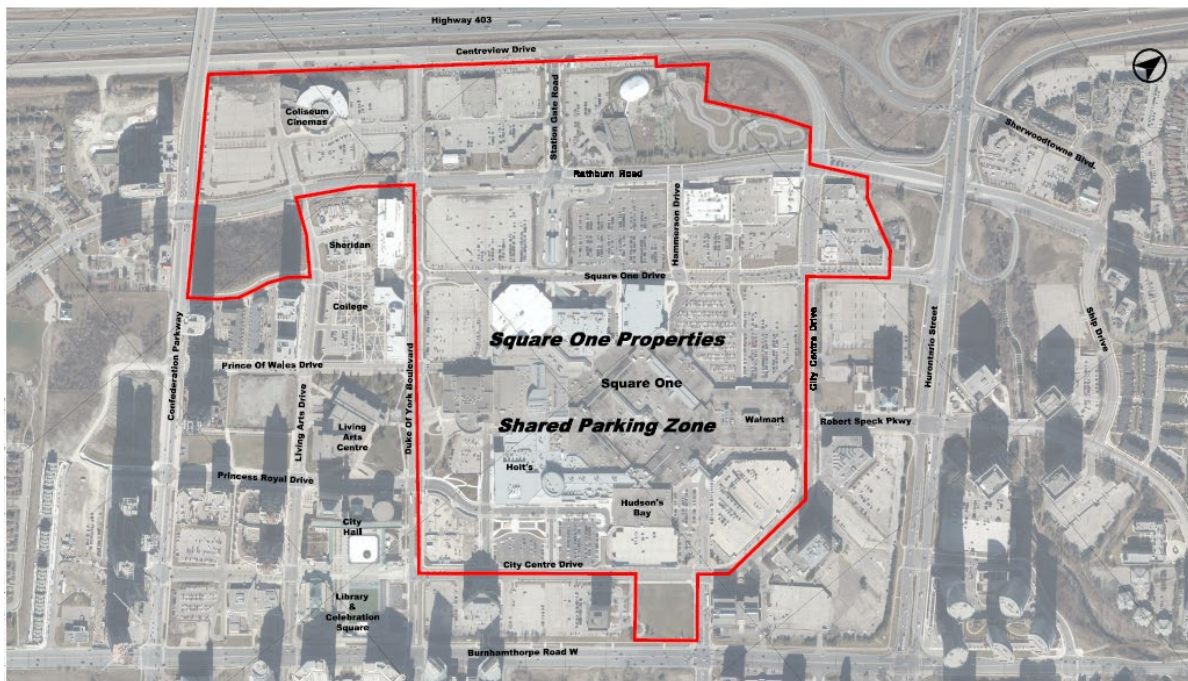 Highway 403
Centreview Drive
Coliseum
Cinemas
Station Gate Road
Sherwoodtowne Blvd.
Rathburn Road
Hammerson Drive
Sheridan
College
Square One Drive
Square One Properties
Square One
Shared Parking Zone
Walmart
City Centre Drive
Hurontario Street
Ship Drive
Confederation Parkway
Prince Of Wales Drive
Duke Of York Boulevard
Living Arts Drive
Living
Arts
Centre
Robert Speck Pkwy
Holt's
Princess Royal Drive
Hudson's
Bay
City
Hall
City Centre Drive
Library
&
Celebration
Square
Burnhamthorpe Road W